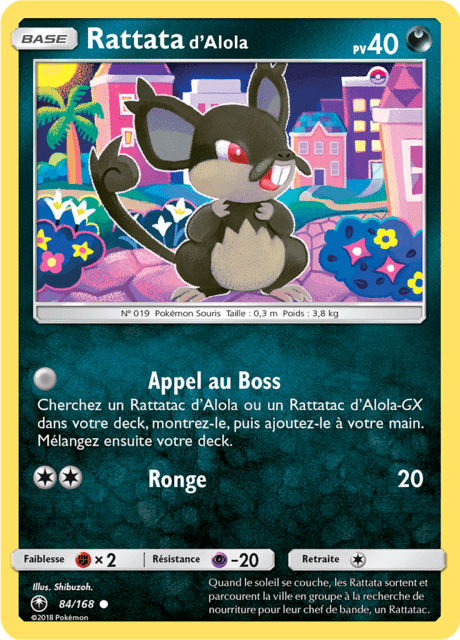 BASE Rattata d'Alola PV 40
N° 019 Pokémon Souris Taille : 0,3 m Poids : 3,8 kg
Appel au Boss
Cherchez un Rattatac d'Alola ou un Rattatac d'Alola-GX
dans votre deck, montrez-le, puis ajoutez-le à votre main.
Mélangez ensuite votre deck.
Ronge 20
Faiblesse ×2 Résistance -20 Retraite
Illus. Shibuzoh.
84/168
©2018 Pokémon
Quand le soleil se couche, les Rattata sortent et
parcourent la ville en groupe à la recherche de
nourriture pour leur chef de bande, un Rattatac.